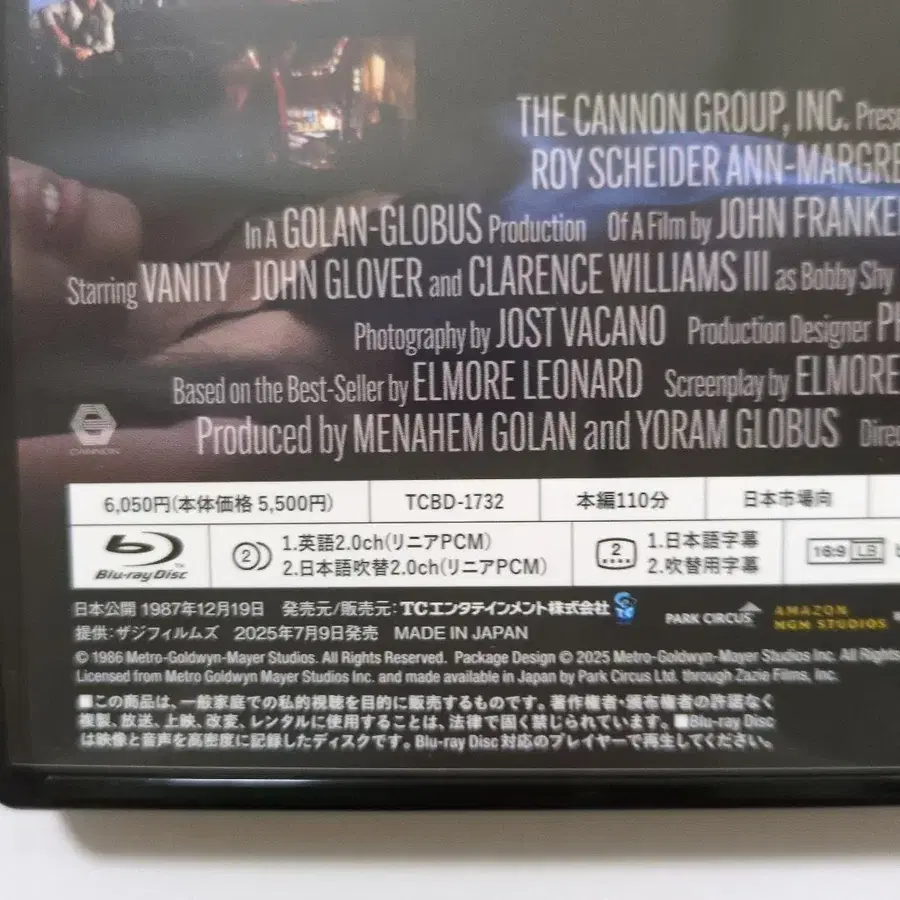 THE CANNON GROUP, INC. Pres
ROY SCHEIDER ANN-MARGRE
In A GOLAN-GLOBUS Production Of A Film by JOHN FRANKE
Starring VANITY JOHN GLOVER and CLARENCE WILLIAMS III as Bobby Shy
Photography by JOST VACANO Production Designer P
Based on the Best-Seller by ELMORE LEONARD Screenplay by ELMORE
Produced by MENAHEM GOLAN and YORAM GLOBUS Dire
CANNON
6,050円(本体価格 5,500円) TCBD-1732 本編110分 日本市場向
Blu-ray Disc 2 1.英語2.0ch(リニアPCM) 2 1.日本語字幕 16:9 LB
2.日本語吹替2.0ch(リニアPCM) 2.吹替用字幕
日本公開 1987年12月19日 発売元/販売元:TCエンタテインメント株式会社 PARK CIRCUS AMAZON MGM STUDIOS
提供:ザジフィルムズ 2025年7月9日発売 MADE IN JAPAN
© 1986 Metro-Goldwyn-Mayer Studios. All Rights Reserved. Package Design © 2025 Metro-Goldwyn-Mayer Studios Inc. All Rights
Licensed from Metro Goldwyn Mayer Studios Inc. and made available in Japan by Park Circus Ltd. through Zazie Films, Inc.
■この商品は、一般家庭での私的視聴を目的に販売するものです。著作権者・頒布権者の許諾なく
複製、放送、上映、改変、レンタルに使用することは、法律で固く禁じられています。■Blu-ray Disc
は映像と音声を高密度に記録したディスクです。Blu-ray Disc対応のプレイヤーで再生してください。